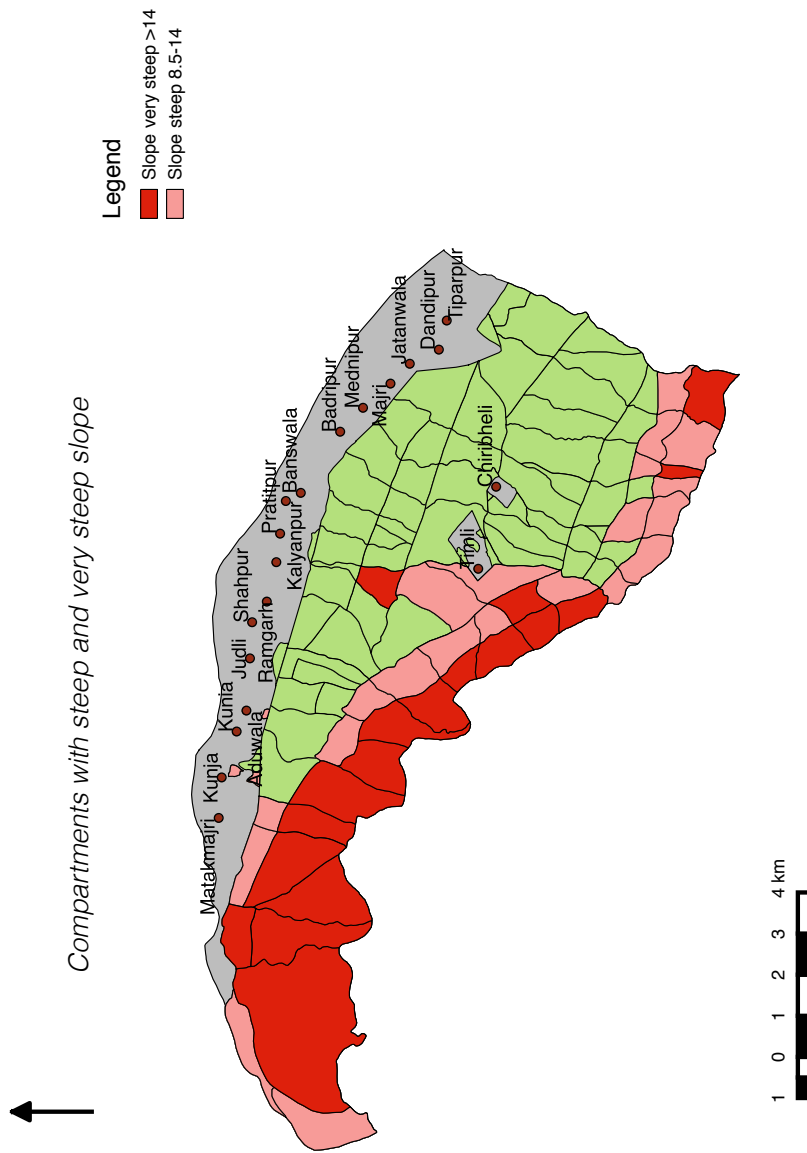 Compartments with steep and very steep slope
Legend
Slope very steep >14
Slope steep 8.5-14
Matakmajri
Kunja
Aduwala
Kunia
Judli
Ramgarh
Shahpur
Kalyanpur
Pratitpur
Banswala
Badripur
Mednipur
Majri
Jatanwala
Dandipur
Tiparpur
Timli
Chiribheli
1 0 1 2 3 4 km